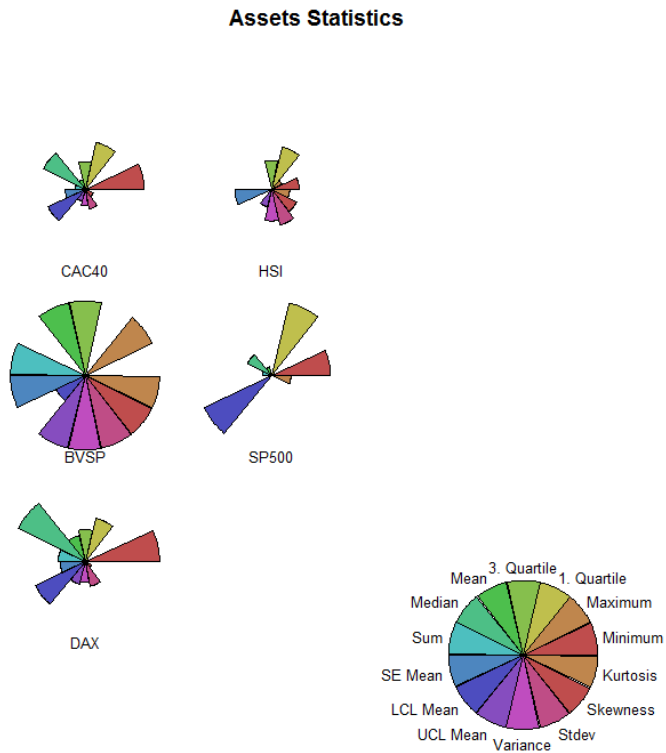 Assets Statistics
CAC40
HSI
BVSP
SP500
DAX
3. Quartile
Mean
1. Quartile
Median
Maximum
Sum
Minimum
SE Mean
Kurtosis
LCL Mean
Skewness
UCL Mean
Stdev
Variance